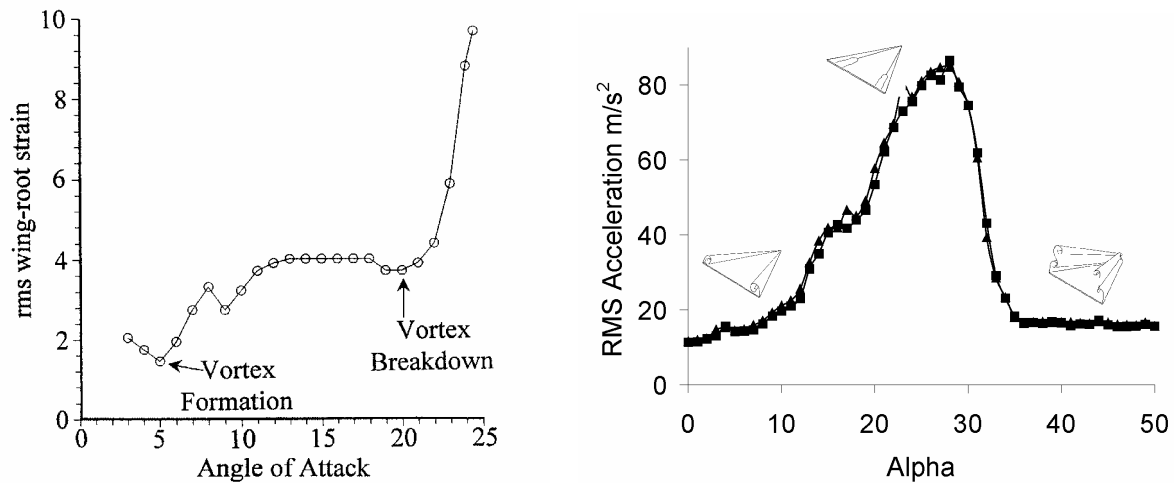 10
8
6
4
2
0
rms wing-root strain
Vortex
Formation
Vortex
Breakdown
0
5
10
15
20
25
Angle of Attack
80
60
40
20
0
RMS Acceleration m/s²
0
10
20
30
40
50
Alpha